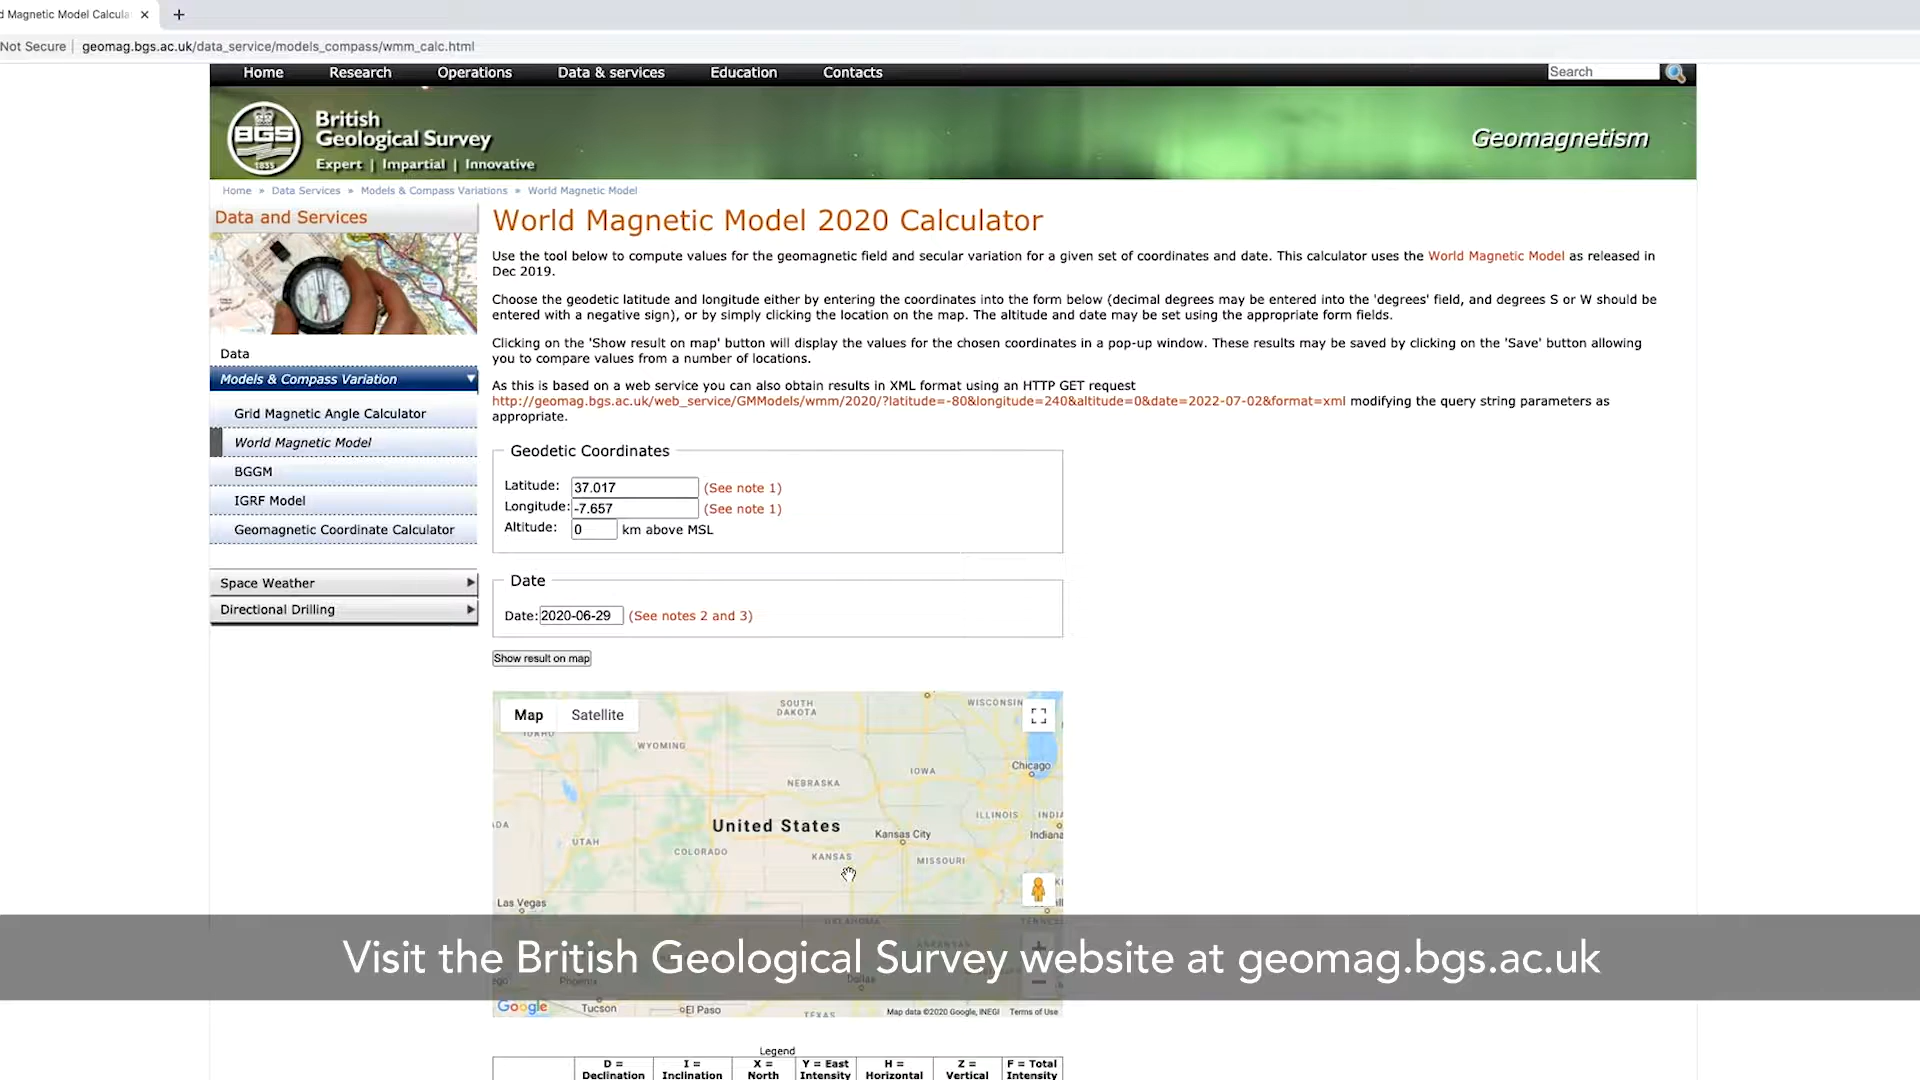 d Magnetic Model Calcula
Not Secure | geomag.bgs.ac.uk/data_service/models_compass/wmm_calc.html
Home Research Operations Data & services Education Contacts Search
BGS 1835
British
Geological Survey
Expert | Impartial | Innovative
Geomagnetism
Home » Data Services » Models & Compass Variations » World Magnetic Model
Data and Services
Data
Models & Compass Variation
Grid Magnetic Angle Calculator
World Magnetic Model
BGGM
IGRF Model
Geomagnetic Coordinate Calculator
Space Weather
Directional Drilling
World Magnetic Model 2020 Calculator
Use the tool below to compute values for the geomagnetic field and secular variation for a given set of coordinates and date. This calculator uses the World Magnetic Model as released in
Dec 2019.
Choose the geodetic latitude and longitude either by entering the coordinates into the form below (decimal degrees may be entered into the 'degrees' field, and degrees S or W should be
entered with a negative sign), or by simply clicking the location on the map. The altitude and date may be set using the appropriate form fields.
Clicking on the 'Show result on map' button will display the values for the chosen coordinates in a pop-up window. These results may be saved by clicking on the 'Save' button allowing
you to compare values from a number of locations.
As this is based on a web service you can also obtain results in XML format using an HTTP GET request
http://geomag.bgs.ac.uk/web_service/GMModels/wmm/2020/?latitude=-80&longitude=240&altitude=0&date=2022-07-02&format=xml modifying the query string parameters as
appropriate.
Geodetic Coordinates
Latitude: 37.017 (See note 1)
Longitude: -7.657 (See note 1)
Altitude: 0 km above MSL
Date
Date: 2020-06-29 (See notes 2 and 3)
Show result on map
Map Satellite
SOUTH
DAKOTA
WISCONSIN
IDAHO
WYOMING
Chicago
IOWA
NEBRASKA
ILLINOIS INDI
ADA
United States
Kansas City
Indiana
UTAH
COLORADO
KANSAS
MISSOURI
Las Vegas
OKLAHOMA
TENNES
ARKANSAS
Visit the British Geological Survey website at geomag.bgs.ac.uk
ego
Phoenix
Dallas
Google
Tucson
El Paso
TEXAS
Map data ©2020 Google, INEGI Terms of Use
Legend
D =
Declination
I =
Inclination
X =
North
Y = East
Intensity
H =
Horizontal
Z =
Vertical
F = Total
Intensity